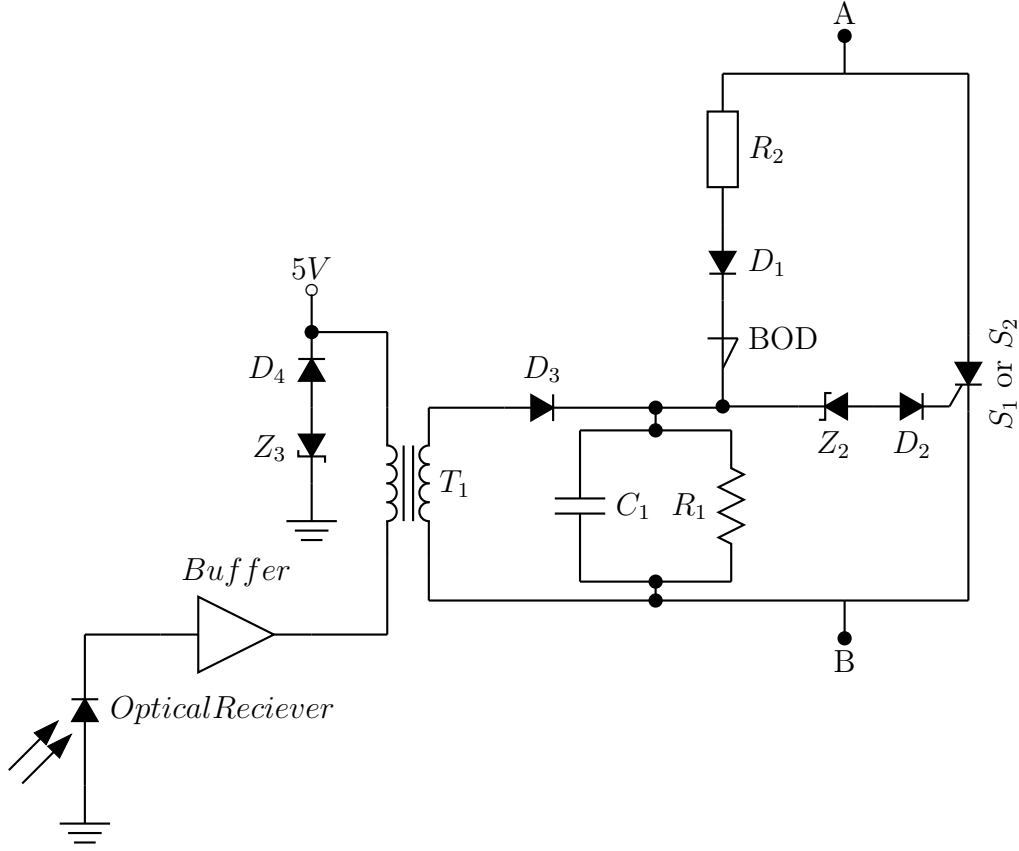 A
R₂
D₁
5V
BOD
D₄
D₃
S₁ or S₂
Z₃
Z₂
D₂
T₁
C₁
R₁
Buffer
B
OpticalReciever